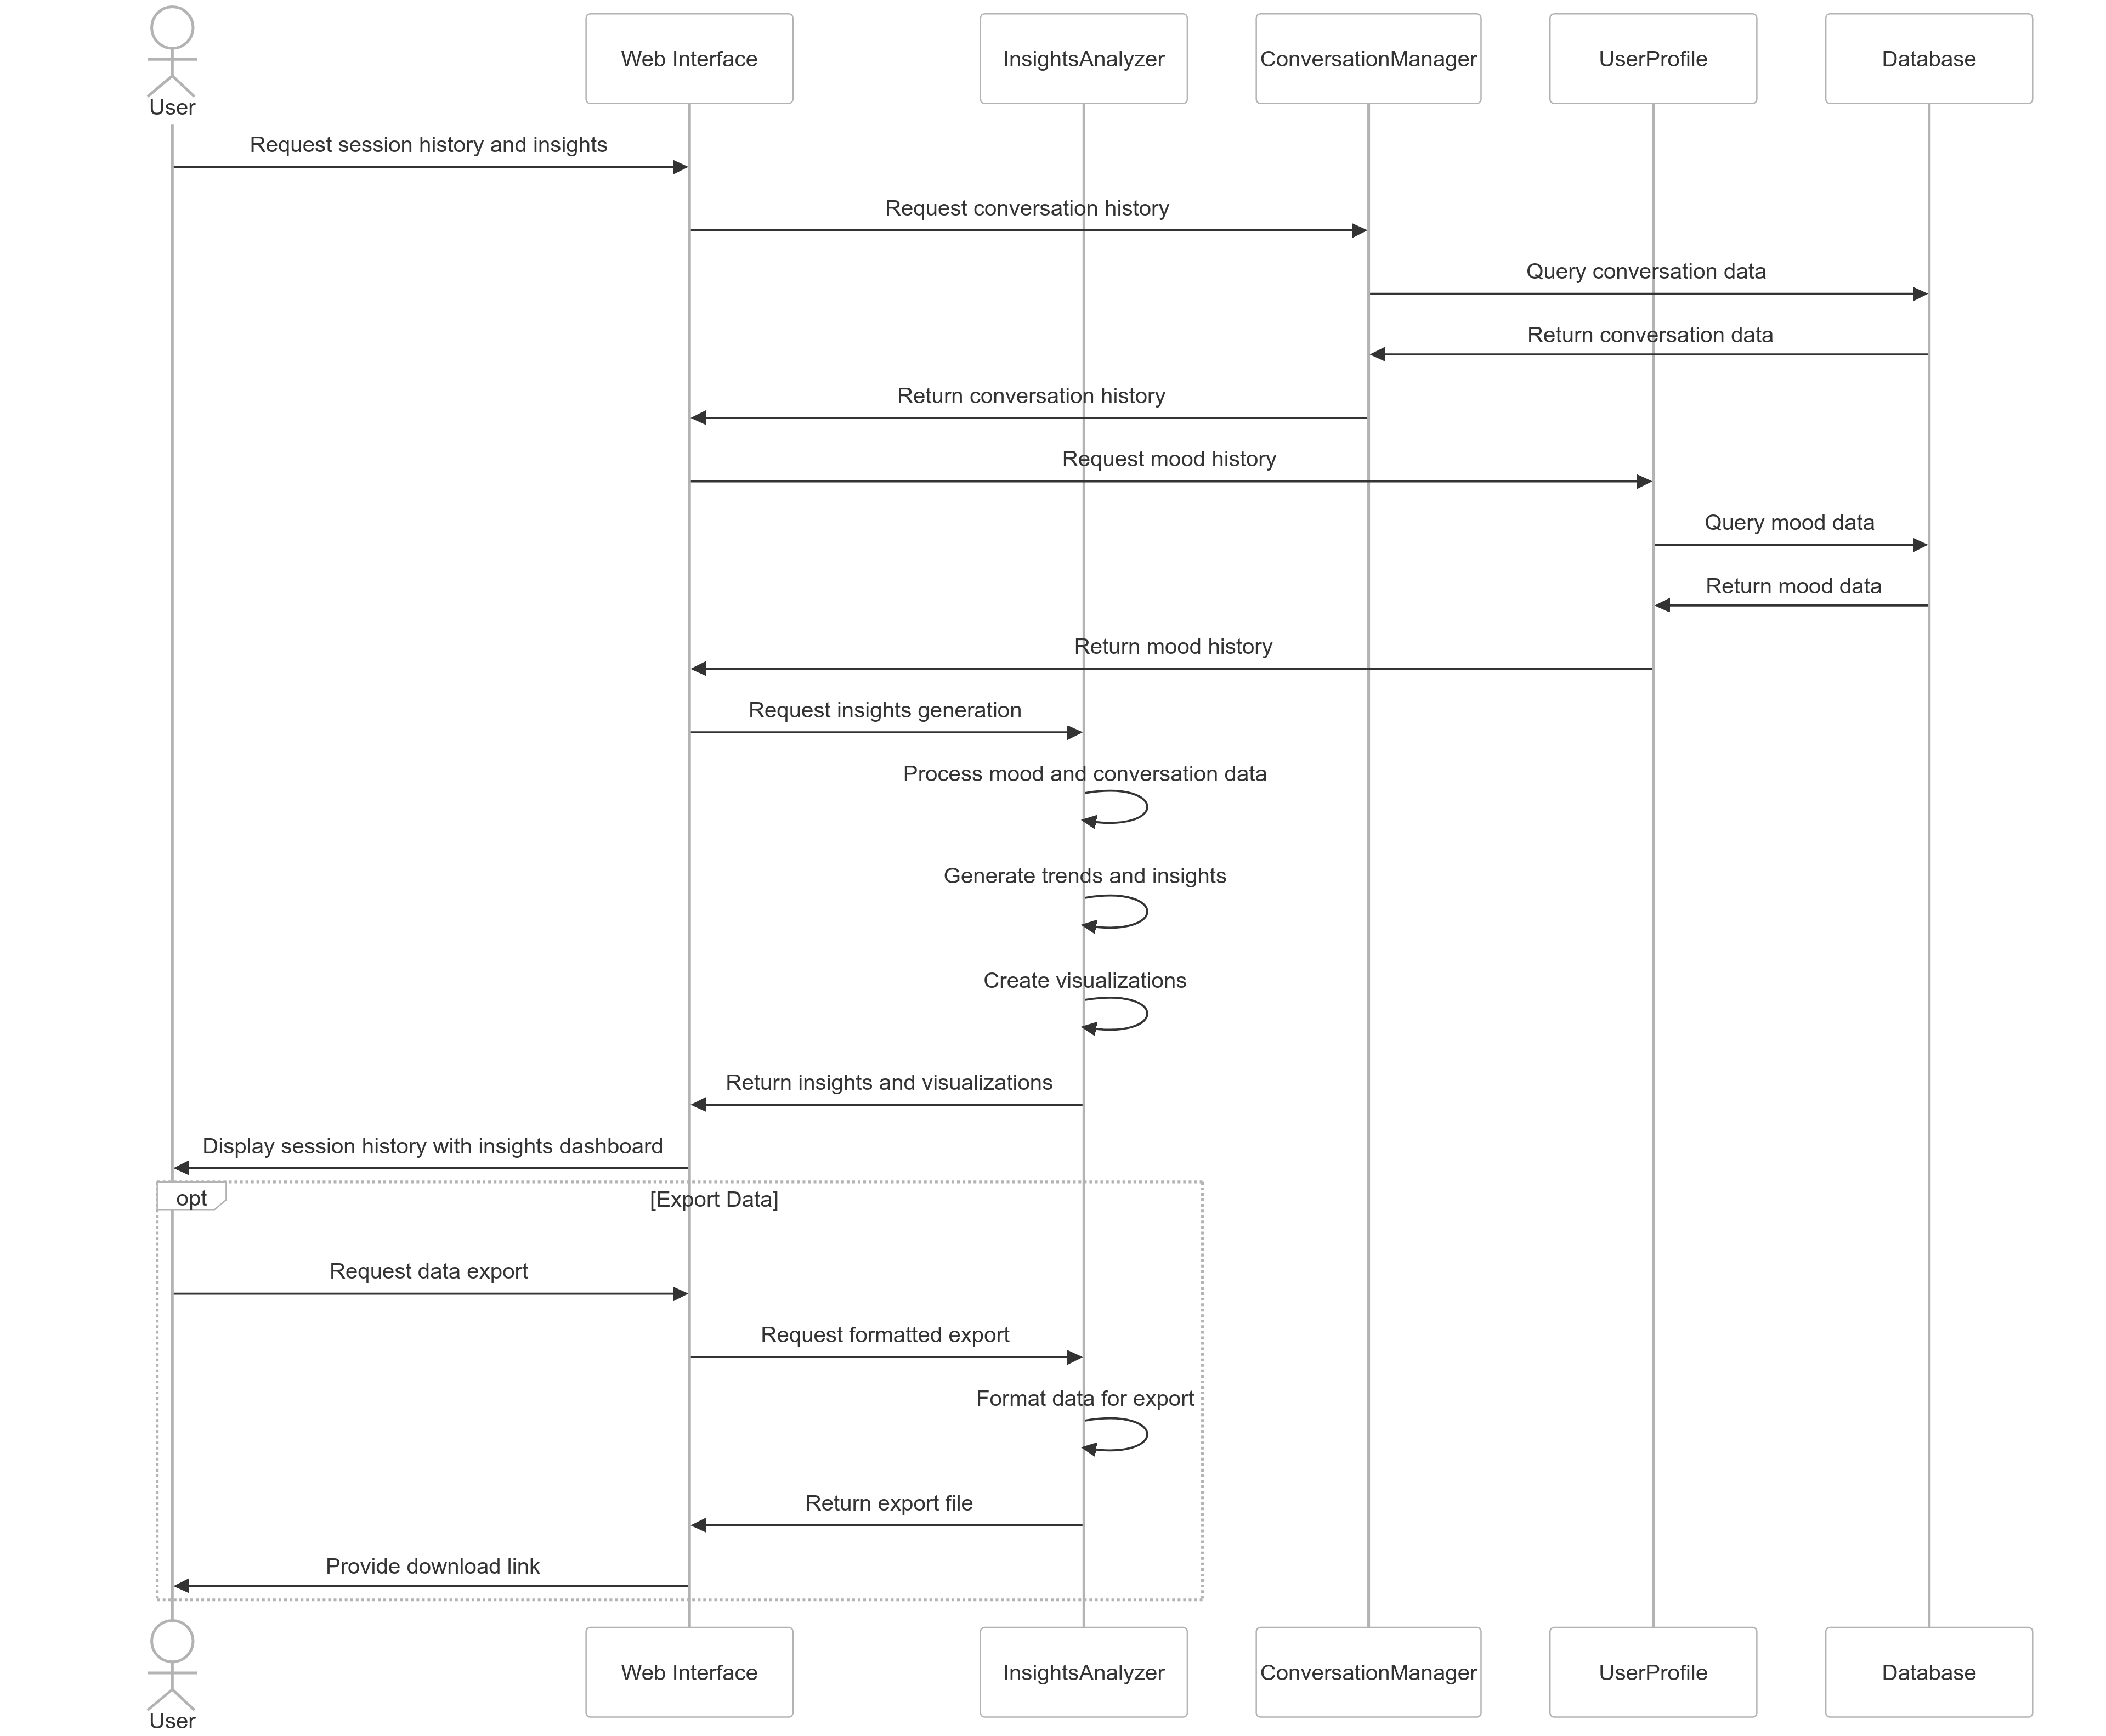 User
Web Interface
InsightsAnalyzer
ConversationManager
UserProfile
Database
Request session history and insights
Request conversation history
Query conversation data
Return conversation data
Return conversation history
Request mood history
Query mood data
Return mood data
Return mood history
Request insights generation
Process mood and conversation data
Generate trends and insights
Create visualizations
Return insights and visualizations
Display session history with insights dashboard
opt
[Export Data]
Request data export
Request formatted export
Format data for export
Return export file
Provide download link
User
Web Interface
InsightsAnalyzer
ConversationManager
UserProfile
Database